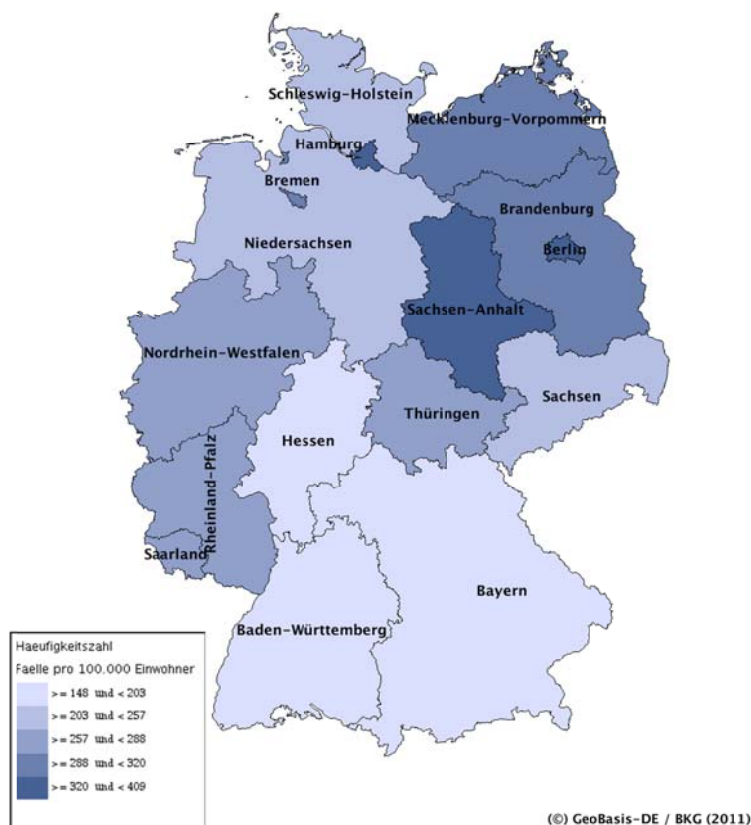 Schleswig-Holstein
Mecklenburg-Vorpommern
Hamburg
Bremen
Brandenburg
Niedersachsen
Berlin
Sachsen-Anhalt
Nordrhein-Westfalen
Sachsen
Thüringen
Hessen
Rheinland-Pfalz
Saarland
Bayern
Baden-Württemberg
Haeufigkeitszahl
Faelle pro 100.000 Einwohner
>= 148 und < 203
>= 203 und < 257
>= 257 und < 288
>= 288 und < 320
>= 320 und < 409
(©) GeoBasis-DE / BKG (2011)